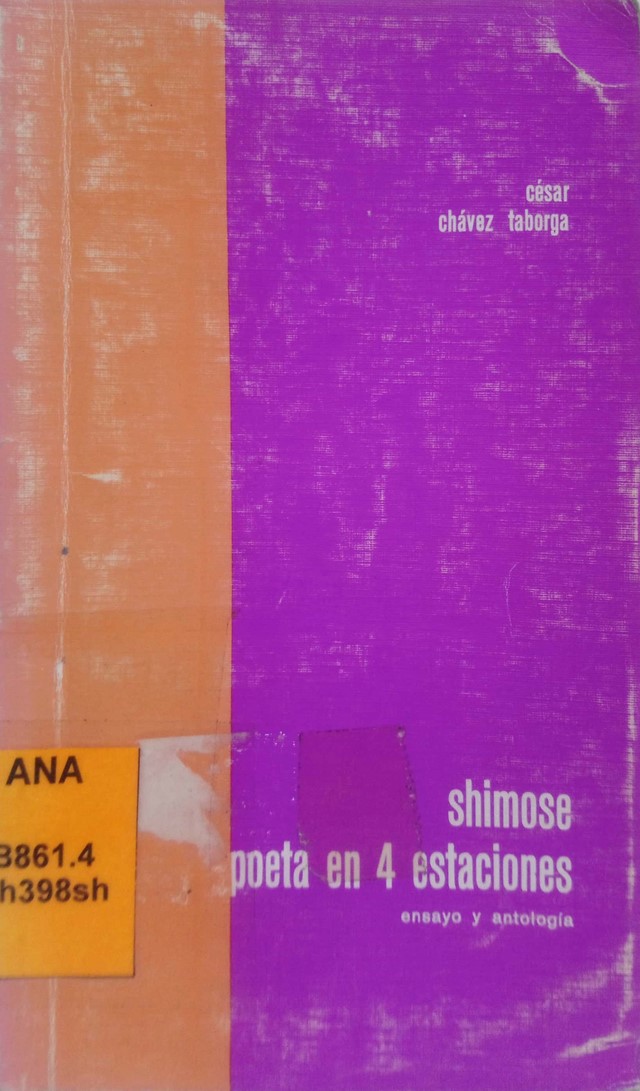 césar
chávez taborga
shimose
poeta en 4 estaciones
ensayo y antología
ANA
B861.4
h398sh